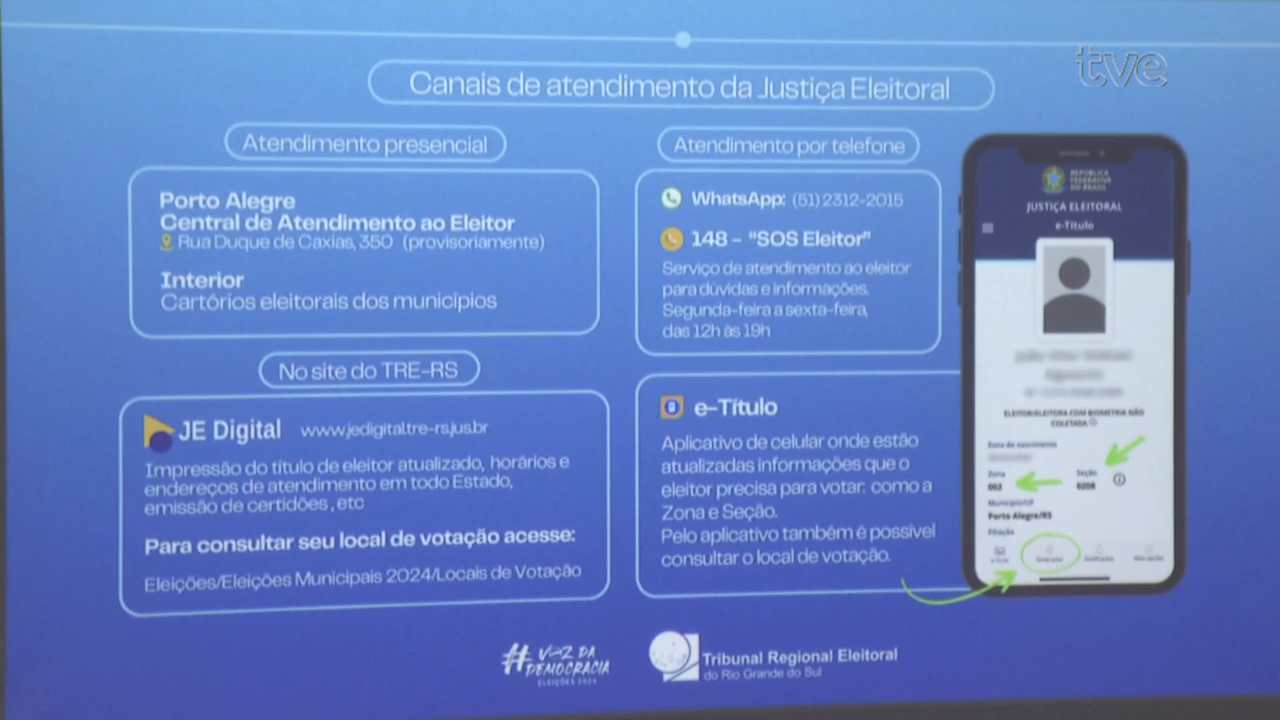 tve
Canais de atendimento da Justiça Eleitoral
Atendimento presencial
Porto Alegre
Central de Atendimento ao Eleitor
Rua Duque de Caxias, 350 (provisoriamente)
Interior
Cartórios eleitorais dos municípios
Atendimento por telefone
WhatsApp: (51) 2312-2015
148 - "SOS Eleitor"
Serviço de atendimento ao eleitor
para dúvidas e informações.
Segunda-feira a sexta-feira,
das 12h às 19h
No site do TRE-RS
JE Digital www.jedigital.tre-rs.jus.br
Impressão do título de eleitor atualizado, horários e
endereços de atendimento em todo Estado,
emissão de certidões, etc
Para consultar seu local de votação acesse:
Eleições/Eleições Municipais 2024/Locais de Votação
e-Título
Aplicativo de celular onde estão
atualizadas informações que o
eleitor precisa para votar: como a
Zona e Seção.
Pelo aplicativo também é possível
consultar o local de votação.
REPÚBLICA
FEDERATIVA
DO BRASIL
JUSTIÇA ELEITORAL
e-Título
ELEITOR/ELEITORA COM BIOMETRIA NÃO
COLETADA
Data de nascimento
Zona
002
Seção
0208
Município/UF
Porto Alegre/RS
Filiação
e-Título
Onde votar
# VOZ DA
DEMOCRACIA
ELEIÇÕES 2024
Tribunal Regional Eleitoral
do Rio Grande do Sul